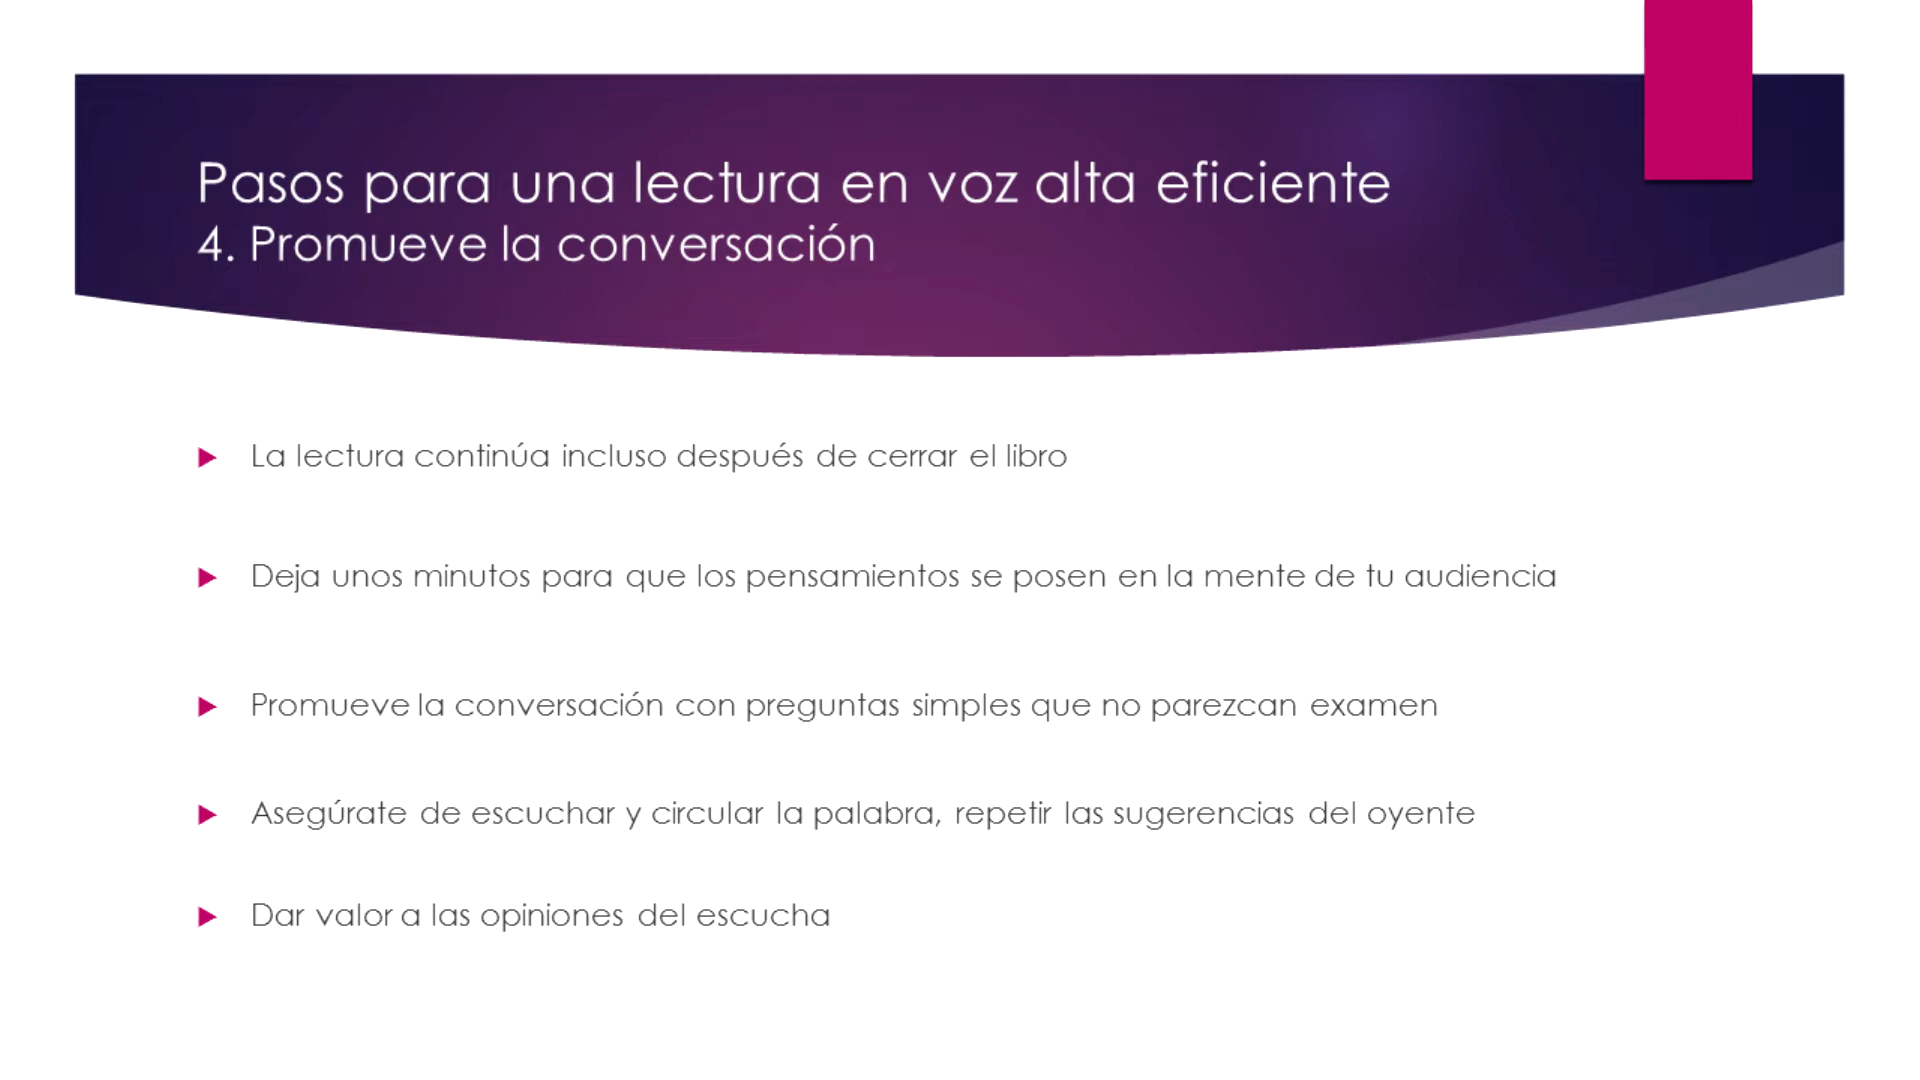 Pasos para una lectura en voz alta eficiente
4. Promueve la conversación
La lectura continúa incluso después de cerrar el libro
Deja unos minutos para que los pensamientos se posen en la mente de tu audiencia
Promueve la conversación con preguntas simples que no parezcan examen
Asegúrate de escuchar y circular la palabra, repetir las sugerencias del oyente
Dar valor a las opiniones del escucha